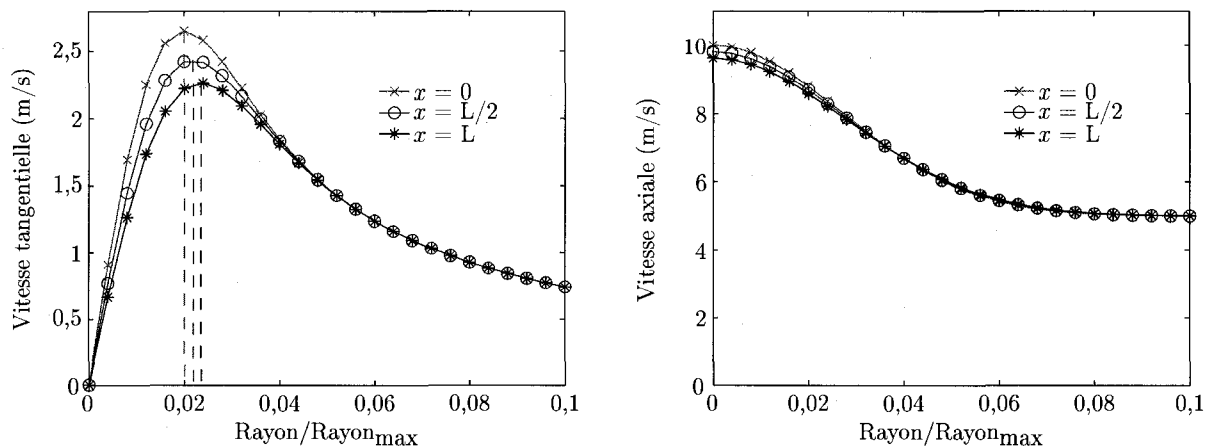 Vitesse tangentielle (m/s)
2,5
2
1.5
1
0,5
0
0
0,02
0,04
0,06
0,08
0,1
Rayon/Rayonmax
x = 0
x = L/2
x = L
Vitesse axiale (m/s)
10
8
6
4
2
0
0
0,02
0,04
0,06
0,08
0,1
Rayon/Rayonmax
x = 0
x = L/2
x = L